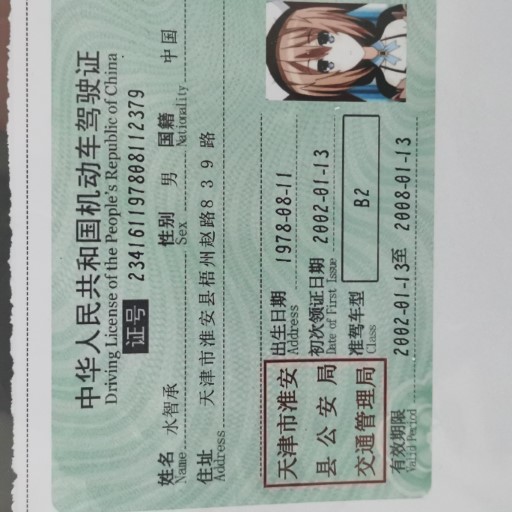 中华人民共和国机动车驾驶证
Driving License of the People's Republic of China
证号 234161197808112379
姓名 水智承 性别 男 国籍 中国
Name Sex Nationality
住址 天津市淮安县梧州赵路839路
Address
出生日期 1978-08-11
Address
初次领证日期 2002-01-13
Date of First Issue
准驾车型 B2
Class
天津市淮安
县公安局
交通管理局
有效期限 2002-01-13至 2008-01-13
Valid Period